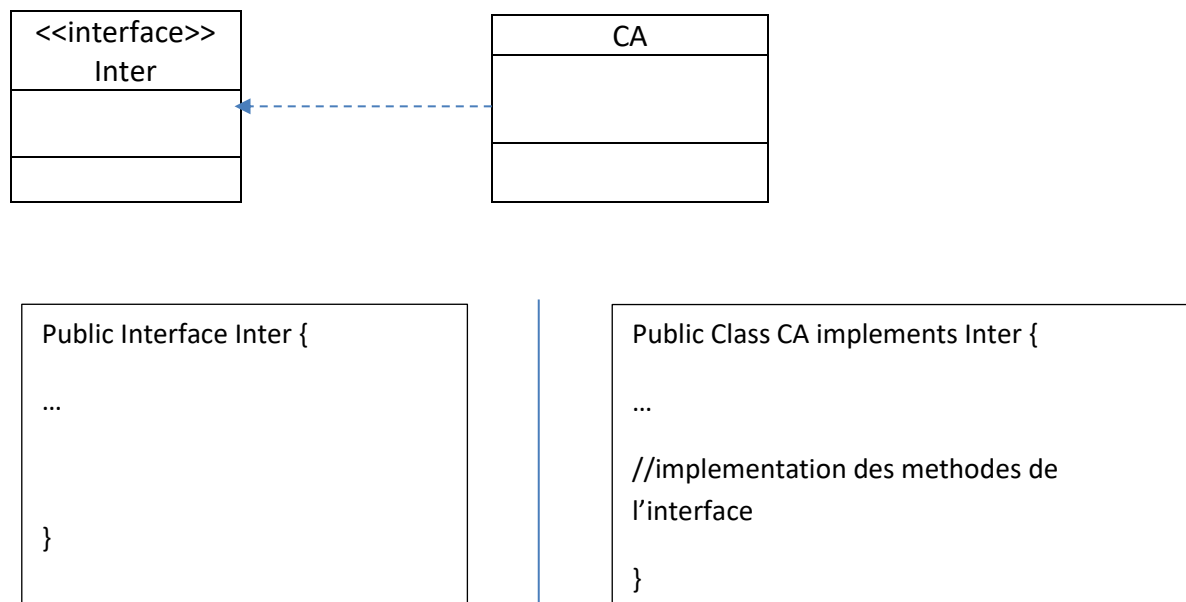 <<interface>>
Inter
CA
Public Interface Inter {
…
}
Public Class CA implements Inter {
…
//implementation des methodes de
l’interface
}